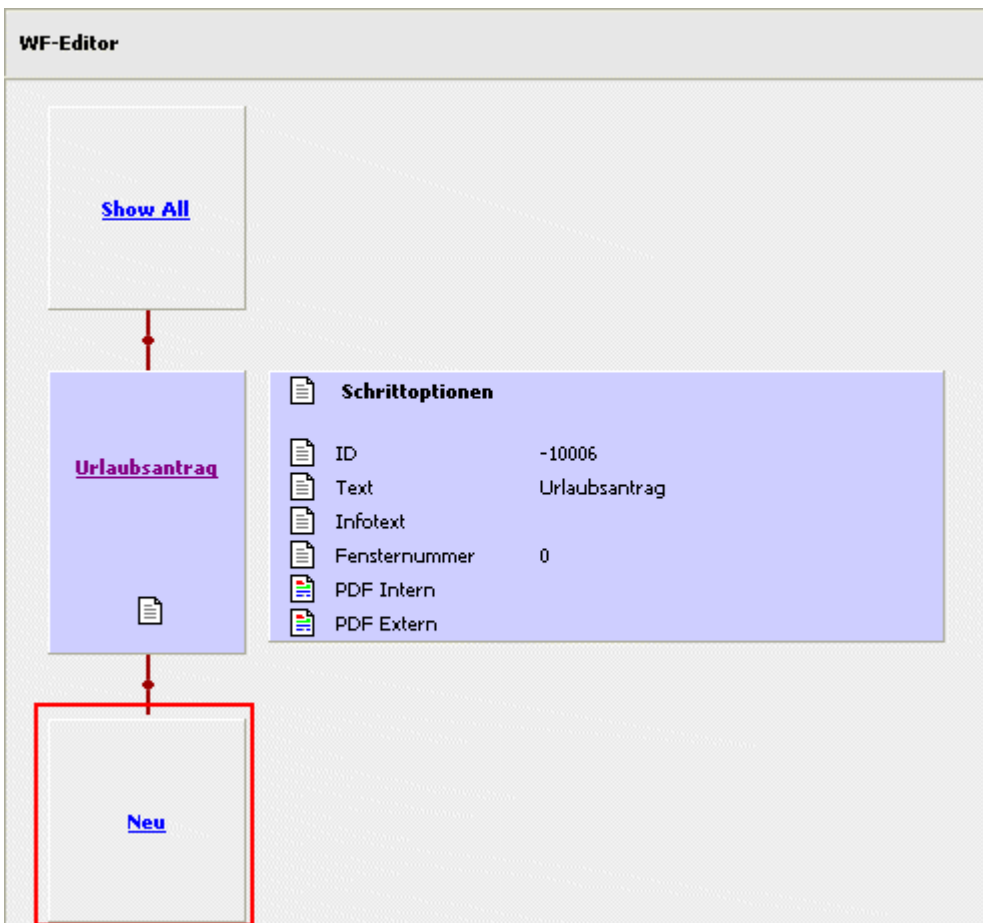 WF-Editor
Show All
Urlaubsantrag
Schrittoptionen
ID -10006
Text Urlaubsantrag
Infotext
Fensternummer 0
PDF Intern
PDF Extern
Neu